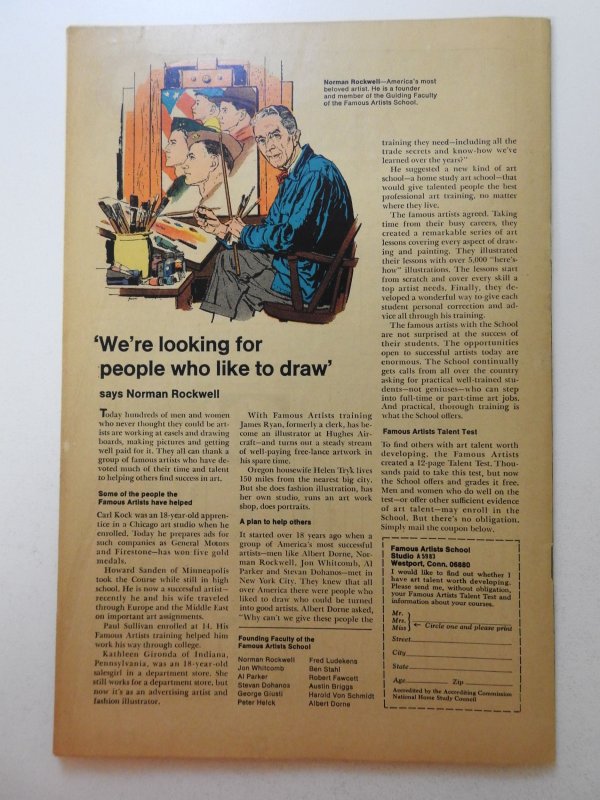 Norman Rockwell—America's most
beloved artist. He is a founder
and member of the Guiding Faculty
of the Famous Artists School.
'We're looking for
people who like to draw'
says Norman Rockwell
Today hundreds of men and women
who never thought they could be art-
ists are working at easels and drawing
boards, making pictures and getting
well paid for it. They all can thank a
group of famous artists who have de-
voted much of their time and talent
to helping others find success in art.
Some of the people the
Famous Artists have helped
Carl Kock was an 18-year-old appren-
tice in a Chicago art studio when he
enrolled. Today he prepares ads for
such companies as General Motors
and Firestone—has won five gold
medals.
Howard Sanden of Minneapolis
took the Course while still in high
school. He is now a successful artist—
recently he and his wife traveled
through Europe and the Middle East
on important art assignments.
Paul Sullivan enrolled at 14. His
Famous Artists training helped him
work his way through college.
Kathleen Gironda of Indiana,
Pennsylvania, was an 18-year-old
salesgirl in a department store. She
still works for a department store, but
now it's as an advertising artist and
fashion illustrator.
With Famous Artists training
James Ryan, formerly a clerk, has be-
come an illustrator at Hughes Air-
craft—and turns out a steady stream
of well-paying free-lance artwork in
his spare time.
Oregon housewife Helen Tryk lives
150 miles from the nearest big city.
But she does fashion illustration, has
her own studio, runs an art work
shop, does portraits.
A plan to help others
It started over 18 years ago when a
group of America's most successful
artists—men like Albert Dorne, Nor-
man Rockwell, Jon Whitcomb, Al
Parker and Stevan Dohanos—met in
New York City. They knew that all
over America there were people who
liked to draw who could be turned
into good artists. Albert Dorne asked,
"Why can't we give these people the
Founding Faculty of the
Famous Artists School
Norman Rockwell
Jon Whitcomb
Al Parker
Stevan Dohanos
George Giusti
Peter Helck
Fred Ludekens
Ben Stahl
Robert Fawcett
Austin Briggs
Harold Von Schmidt
Albert Dorne
training they need—including all the
trade secrets and know-how we've
learned over the years?"
He suggested a new kind of art
school—a home study art school—that
would give talented people the best
professional art training, no matter
where they live.
The famous artists agreed. Taking
time from their busy careers, they
created a remarkable series of art
lessons covering every aspect of draw-
ing and painting. They illustrated
their lessons with over 5,000 "here's-
how" illustrations. The lessons start
from scratch and cover every skill a
top artist needs. Finally, they de-
veloped a wonderful way to give each
student personal correction and ad-
vice all through his training.
The famous artists with the School
are not surprised at the success of
their students. The opportunities
open to successful artists today are
enormous. The School continually
gets calls from all over the country
asking for practical well-trained stu-
dents—not geniuses—who can step
into full-time or part-time art jobs.
And practical, thorough training is
what the School offers.
Famous Artists Talent Test
To find others with art talent worth
developing, the Famous Artists
created a 12-page Talent Test. Thou-
sands paid to take this test, but now
the School offers and grades it free.
Men and women who do well on the
test—or offer other sufficient evidence
of art talent—may enroll in the
School. But there's no obligation.
Simply mail the coupon below.
Famous Artists School
Studio A 5983
Westport, Conn. 06880
I would like to find out whether I
have art talent worth developing.
Please send me, without obligation,
your Famous Artists Talent Test and
information about your courses.
Mr.
Mrs.
Miss
← Circle one and please print
Street
City
State
Age Zip
Accredited by the Accrediting Commission
National Home Study Council